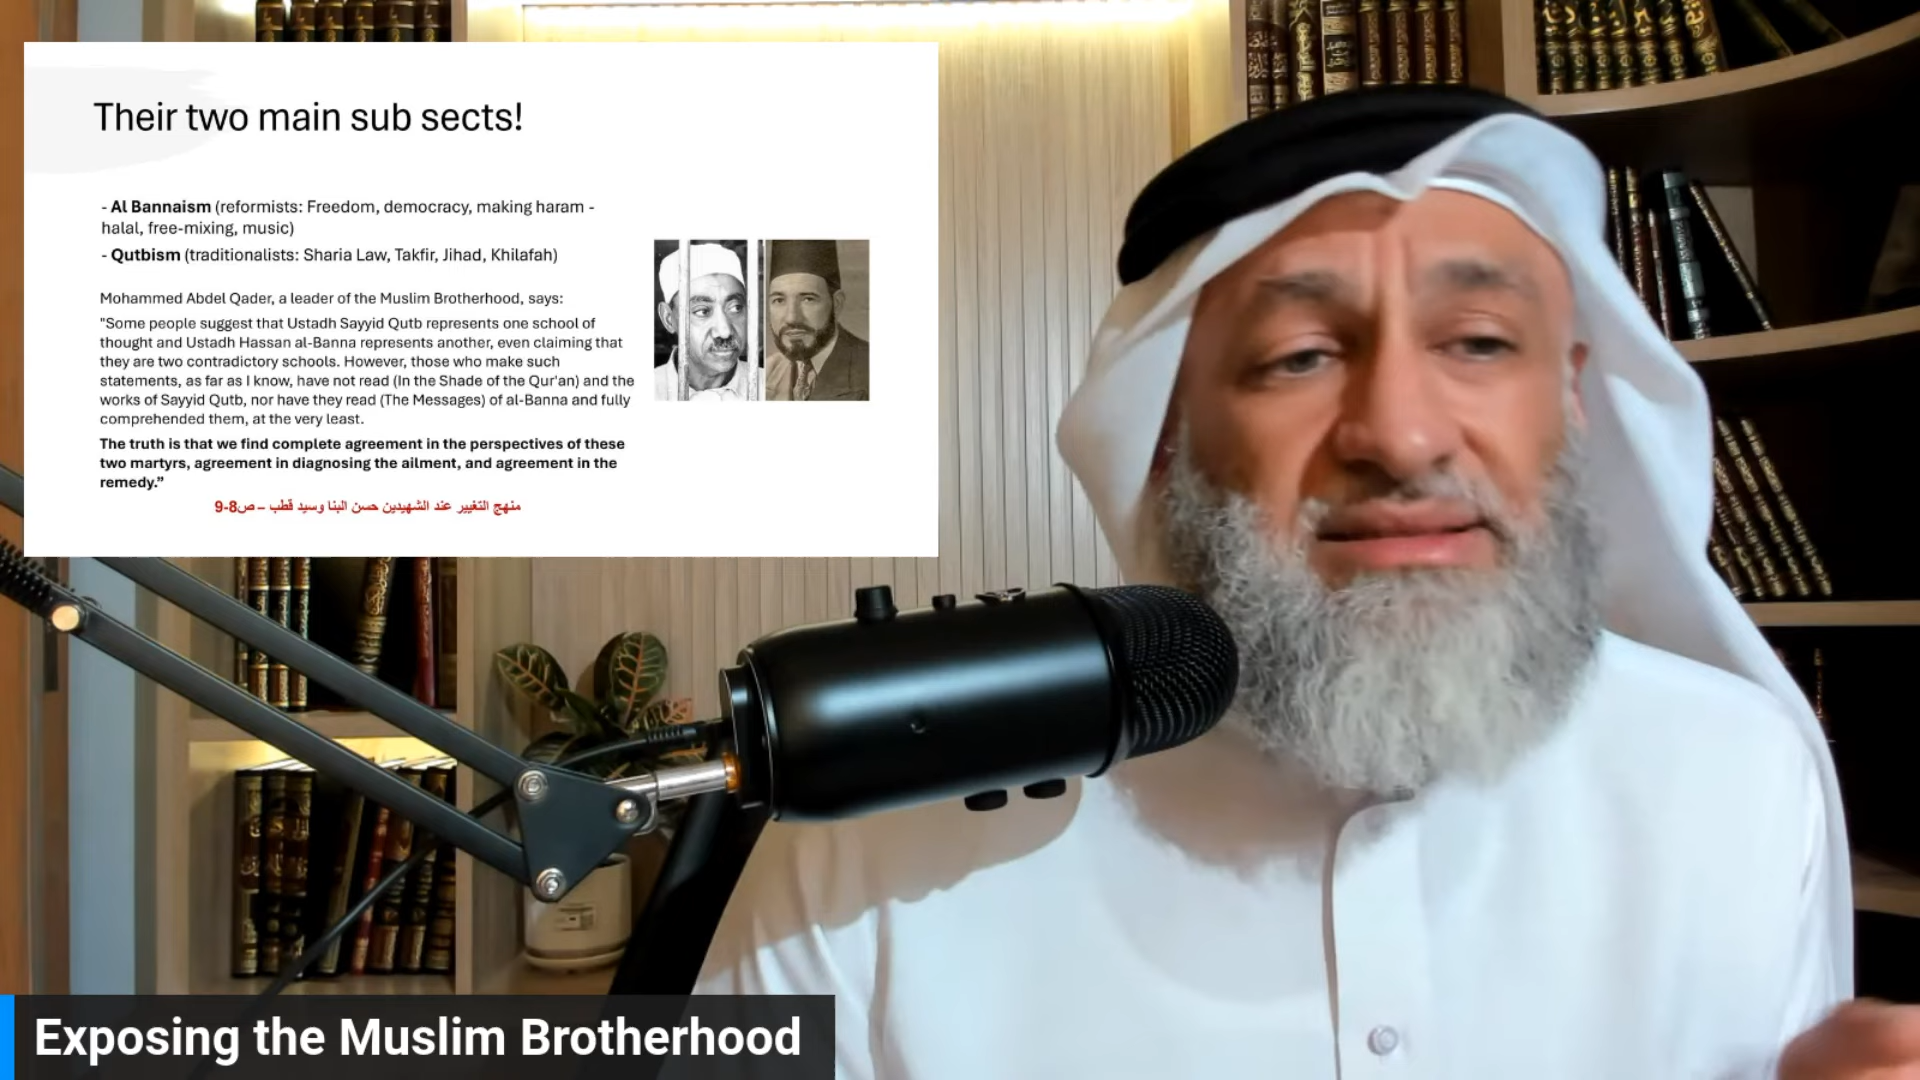 Their two main sub sects!
- Al Bannaism (reformists: Freedom, democracy, making haram -
halal, free-mixing, music)
- Qutbism (traditionalists: Sharia Law, Takfir, Jihad, Khilafah)
Mohammed Abdel Qader, a leader of the Muslim Brotherhood, says:
"Some people suggest that Ustadh Sayyid Qutb represents one school of
thought and Ustadh Hassan al-Banna represents another, even claiming that
they are two contradictory schools. However, those who make such
statements, as far as I know, have not read (In the Shade of the Qur'an) and the
works of Sayyid Qutb, nor have they read (The Messages) of al-Banna and fully
comprehended them, at the very least.
The truth is that we find complete agreement in the perspectives of these
two martyrs, agreement in diagnosing the ailment, and agreement in the
remedy.”
منهج التغيير عند الشهيدين حسن البنا وسيد قطب – ص8-9
Exposing the Muslim Brotherhood